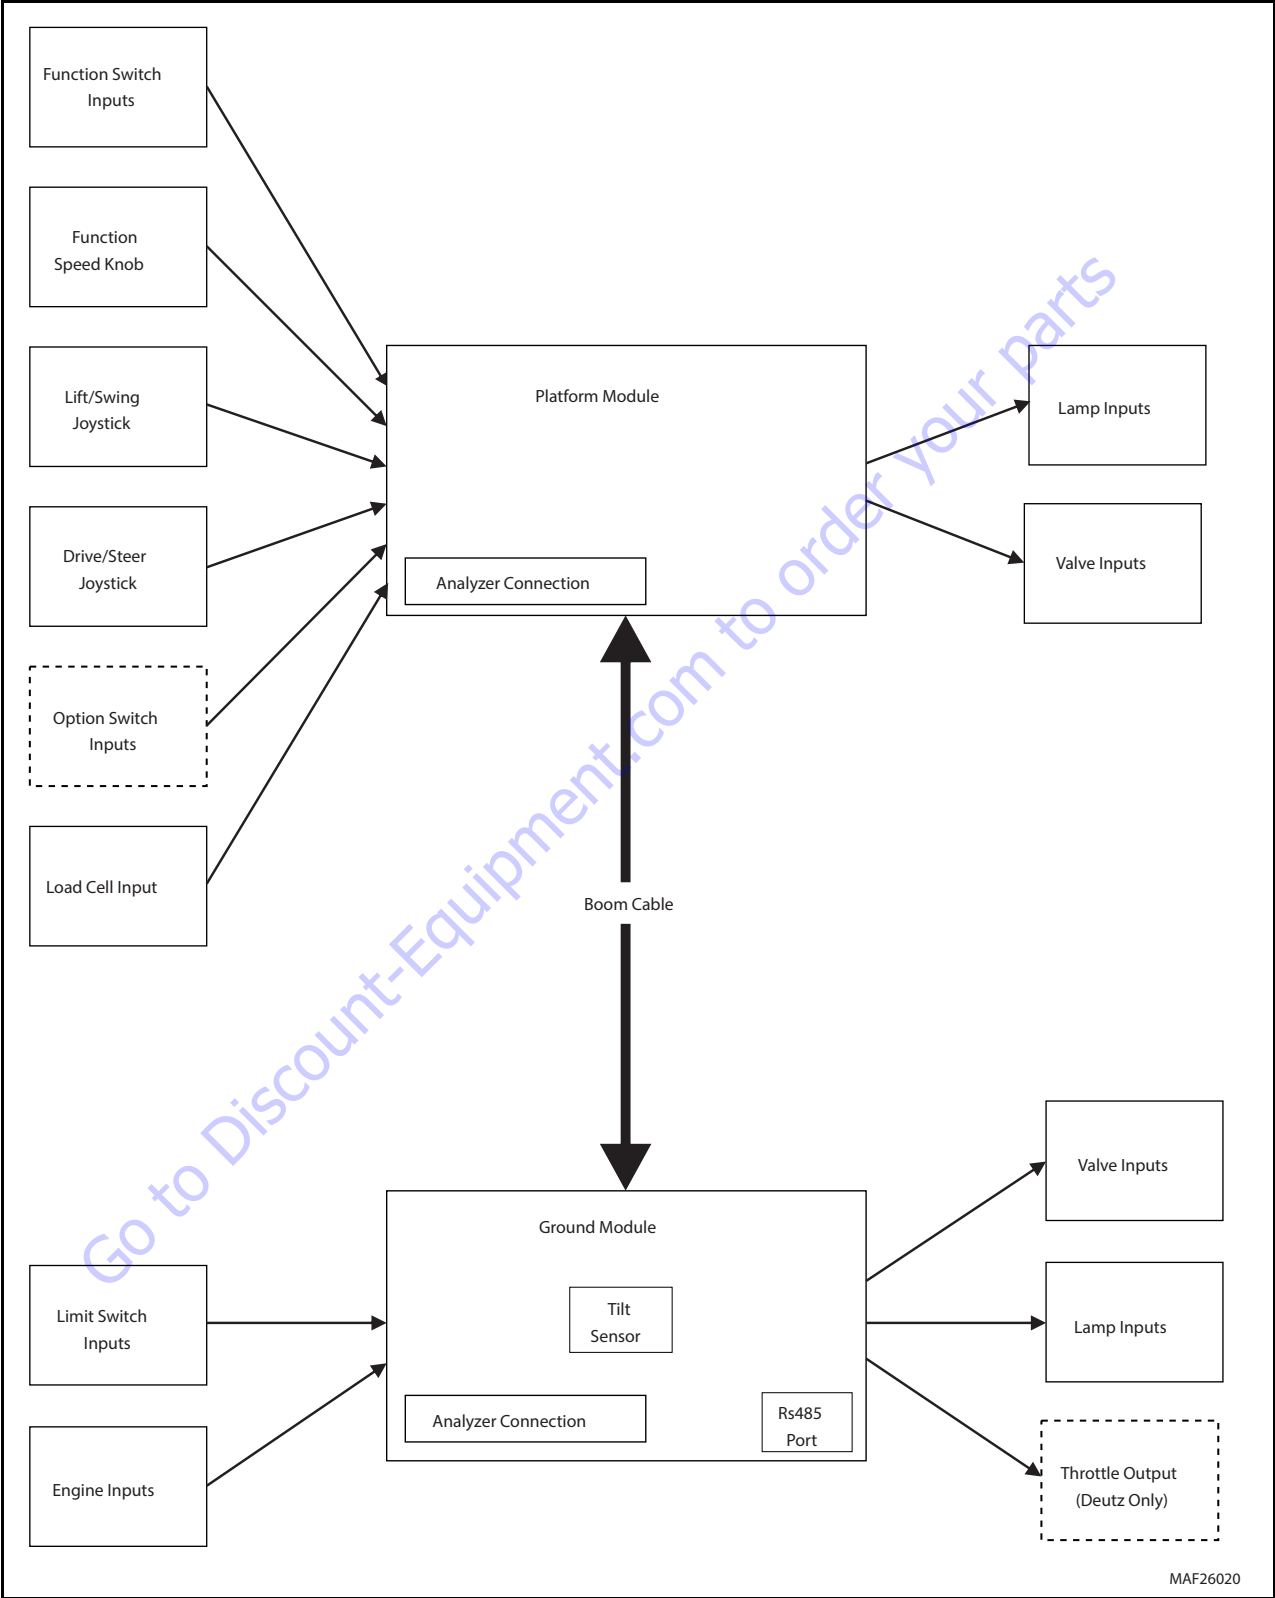 Function Switch
Inputs
Function
Speed Knob
Lift/Swing
Joystick
Drive/Steer
Joystick
Option Switch
Inputs
Load Cell Input
Platform Module
Analyzer Connection
Lamp Inputs
Valve Inputs
Boom Cable
Ground Module
Tilt
Sensor
Analyzer Connection
Rs485
Port
Limit Switch
Inputs
Engine Inputs
Valve Inputs
Lamp Inputs
Throttle Output
(Deutz Only)
MAF26020
Go to Discount-Equipment.com to order your parts